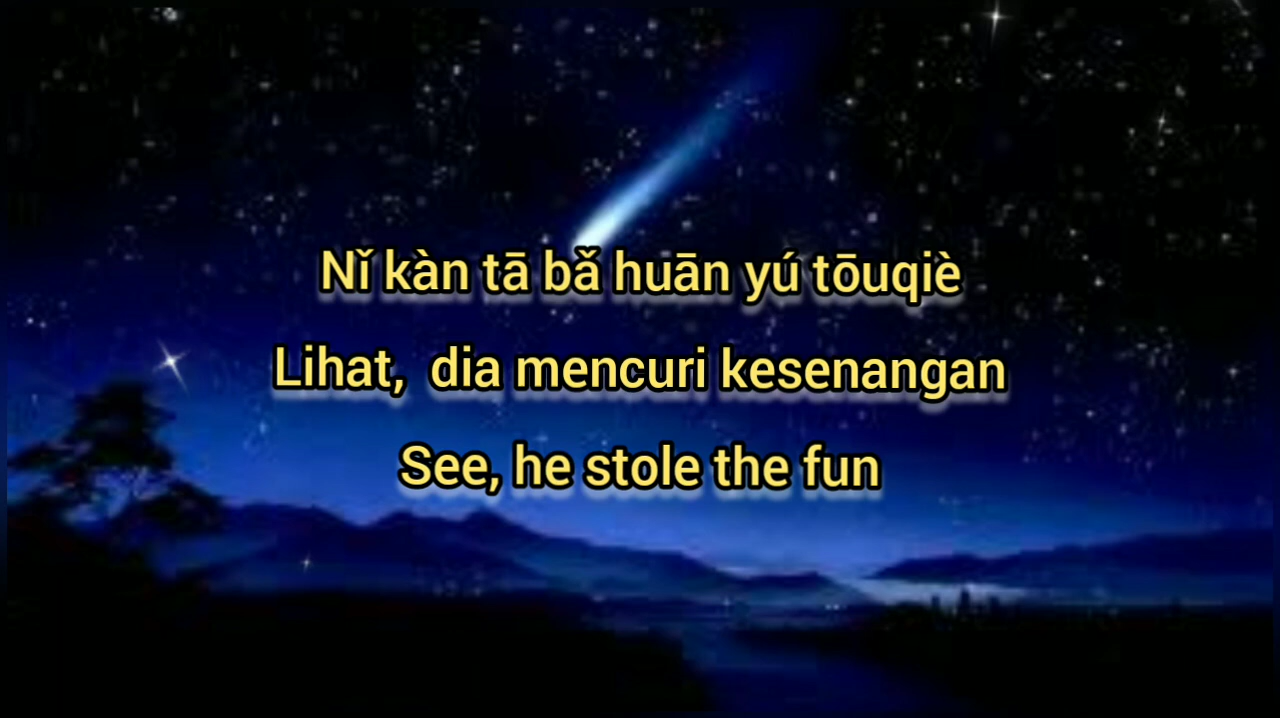 Nǐ kàn tā bǎ huān yú tōuqiè
Lihat, dia mencuri kesenangan
See, he stole the fun